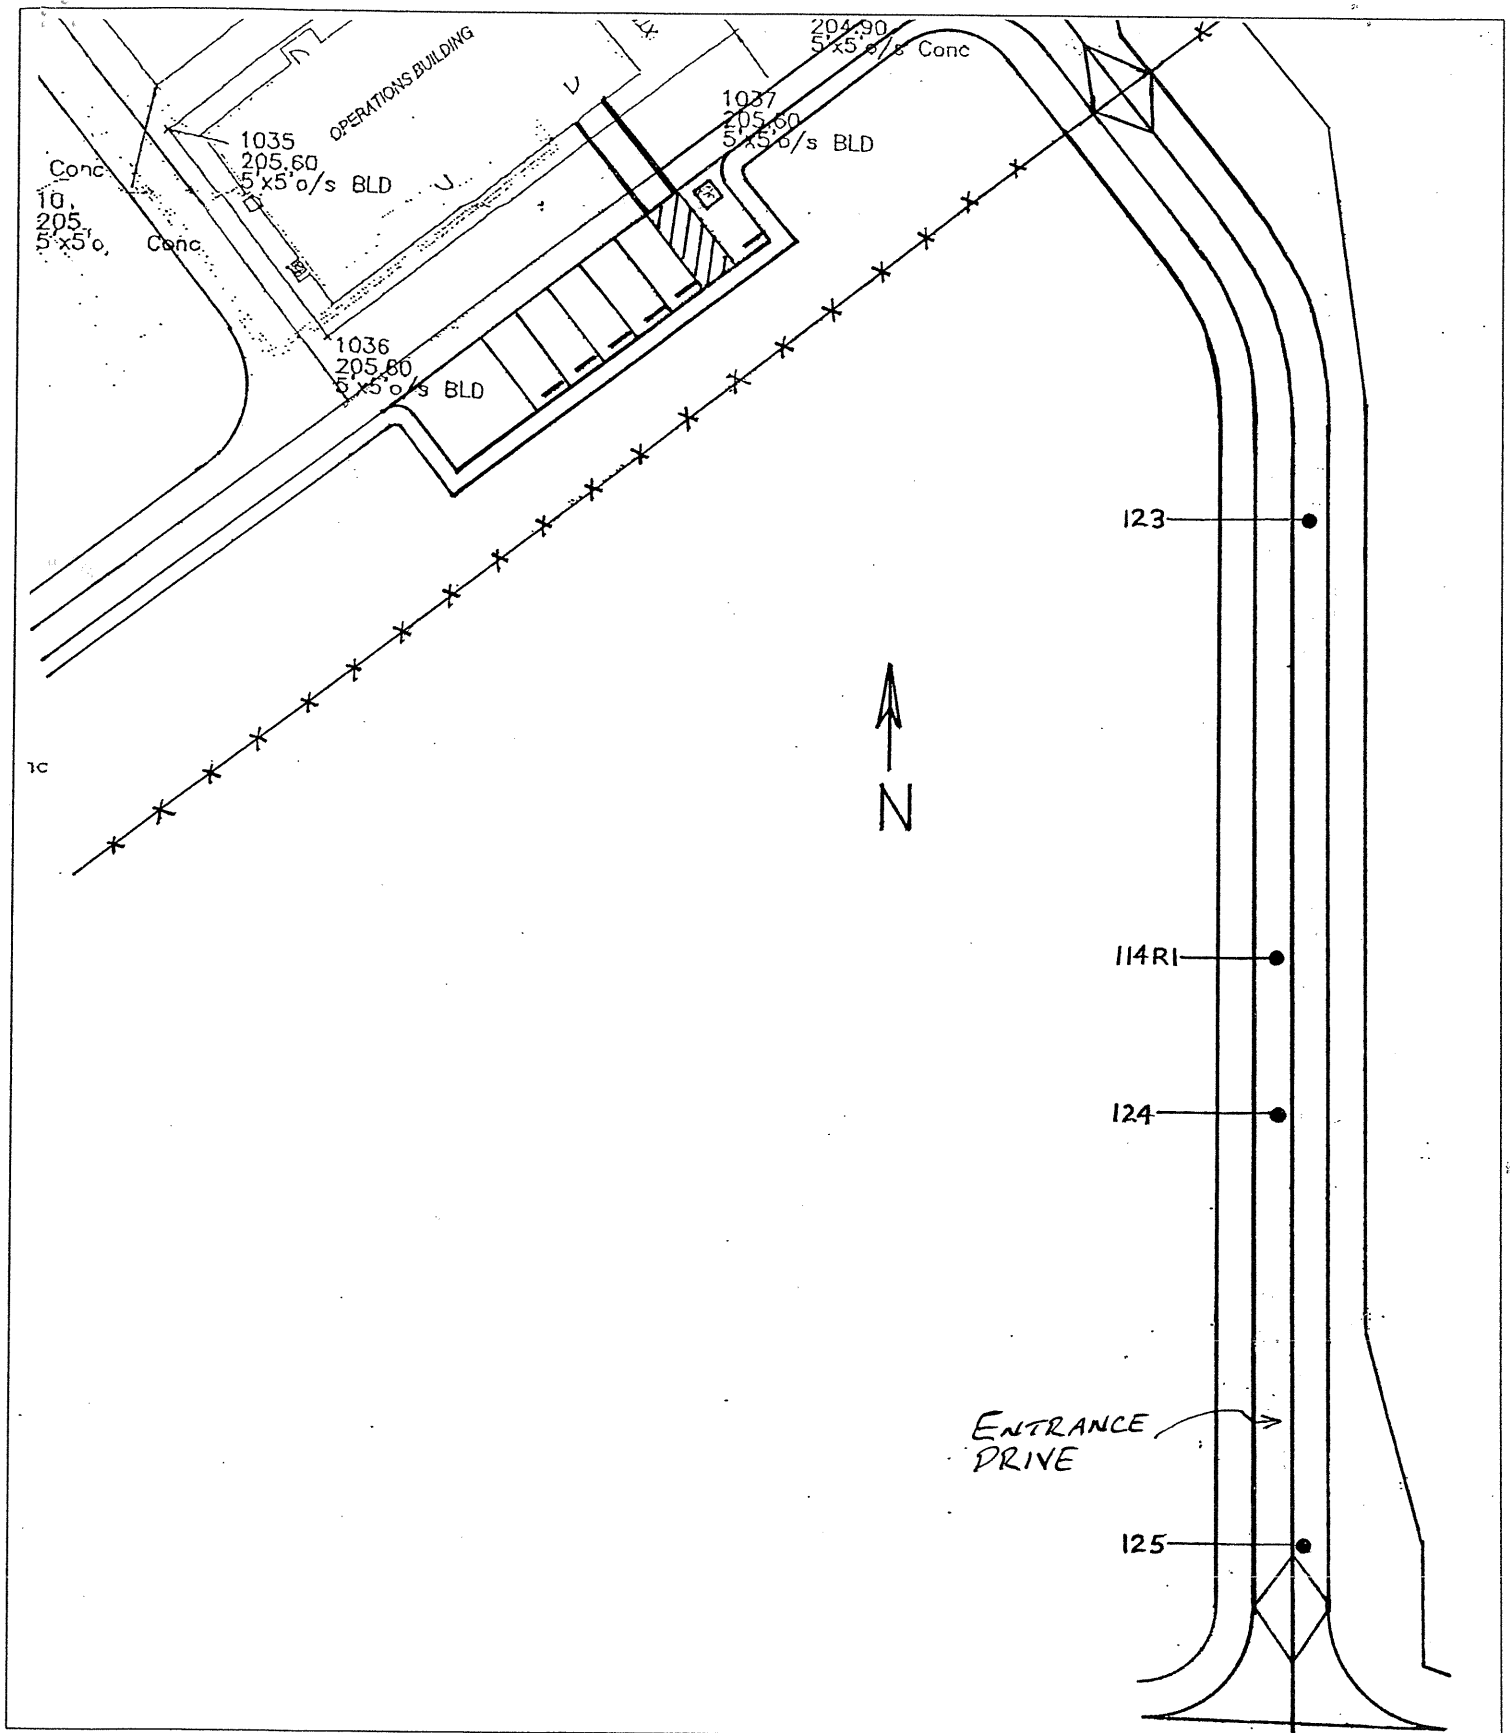 204.90
5'x5' o/s Conc
OPERATIONS BUILDING
1037
205.60
5'x5' o/s BLD
1035
205.60
5'x5' o/s BLD
Conc
10
205
5'x5'o,
Conc
1036
205.60
5'x5' o/s BLD
123
N
114R1
124
ENTRANCE
DRIVE
125